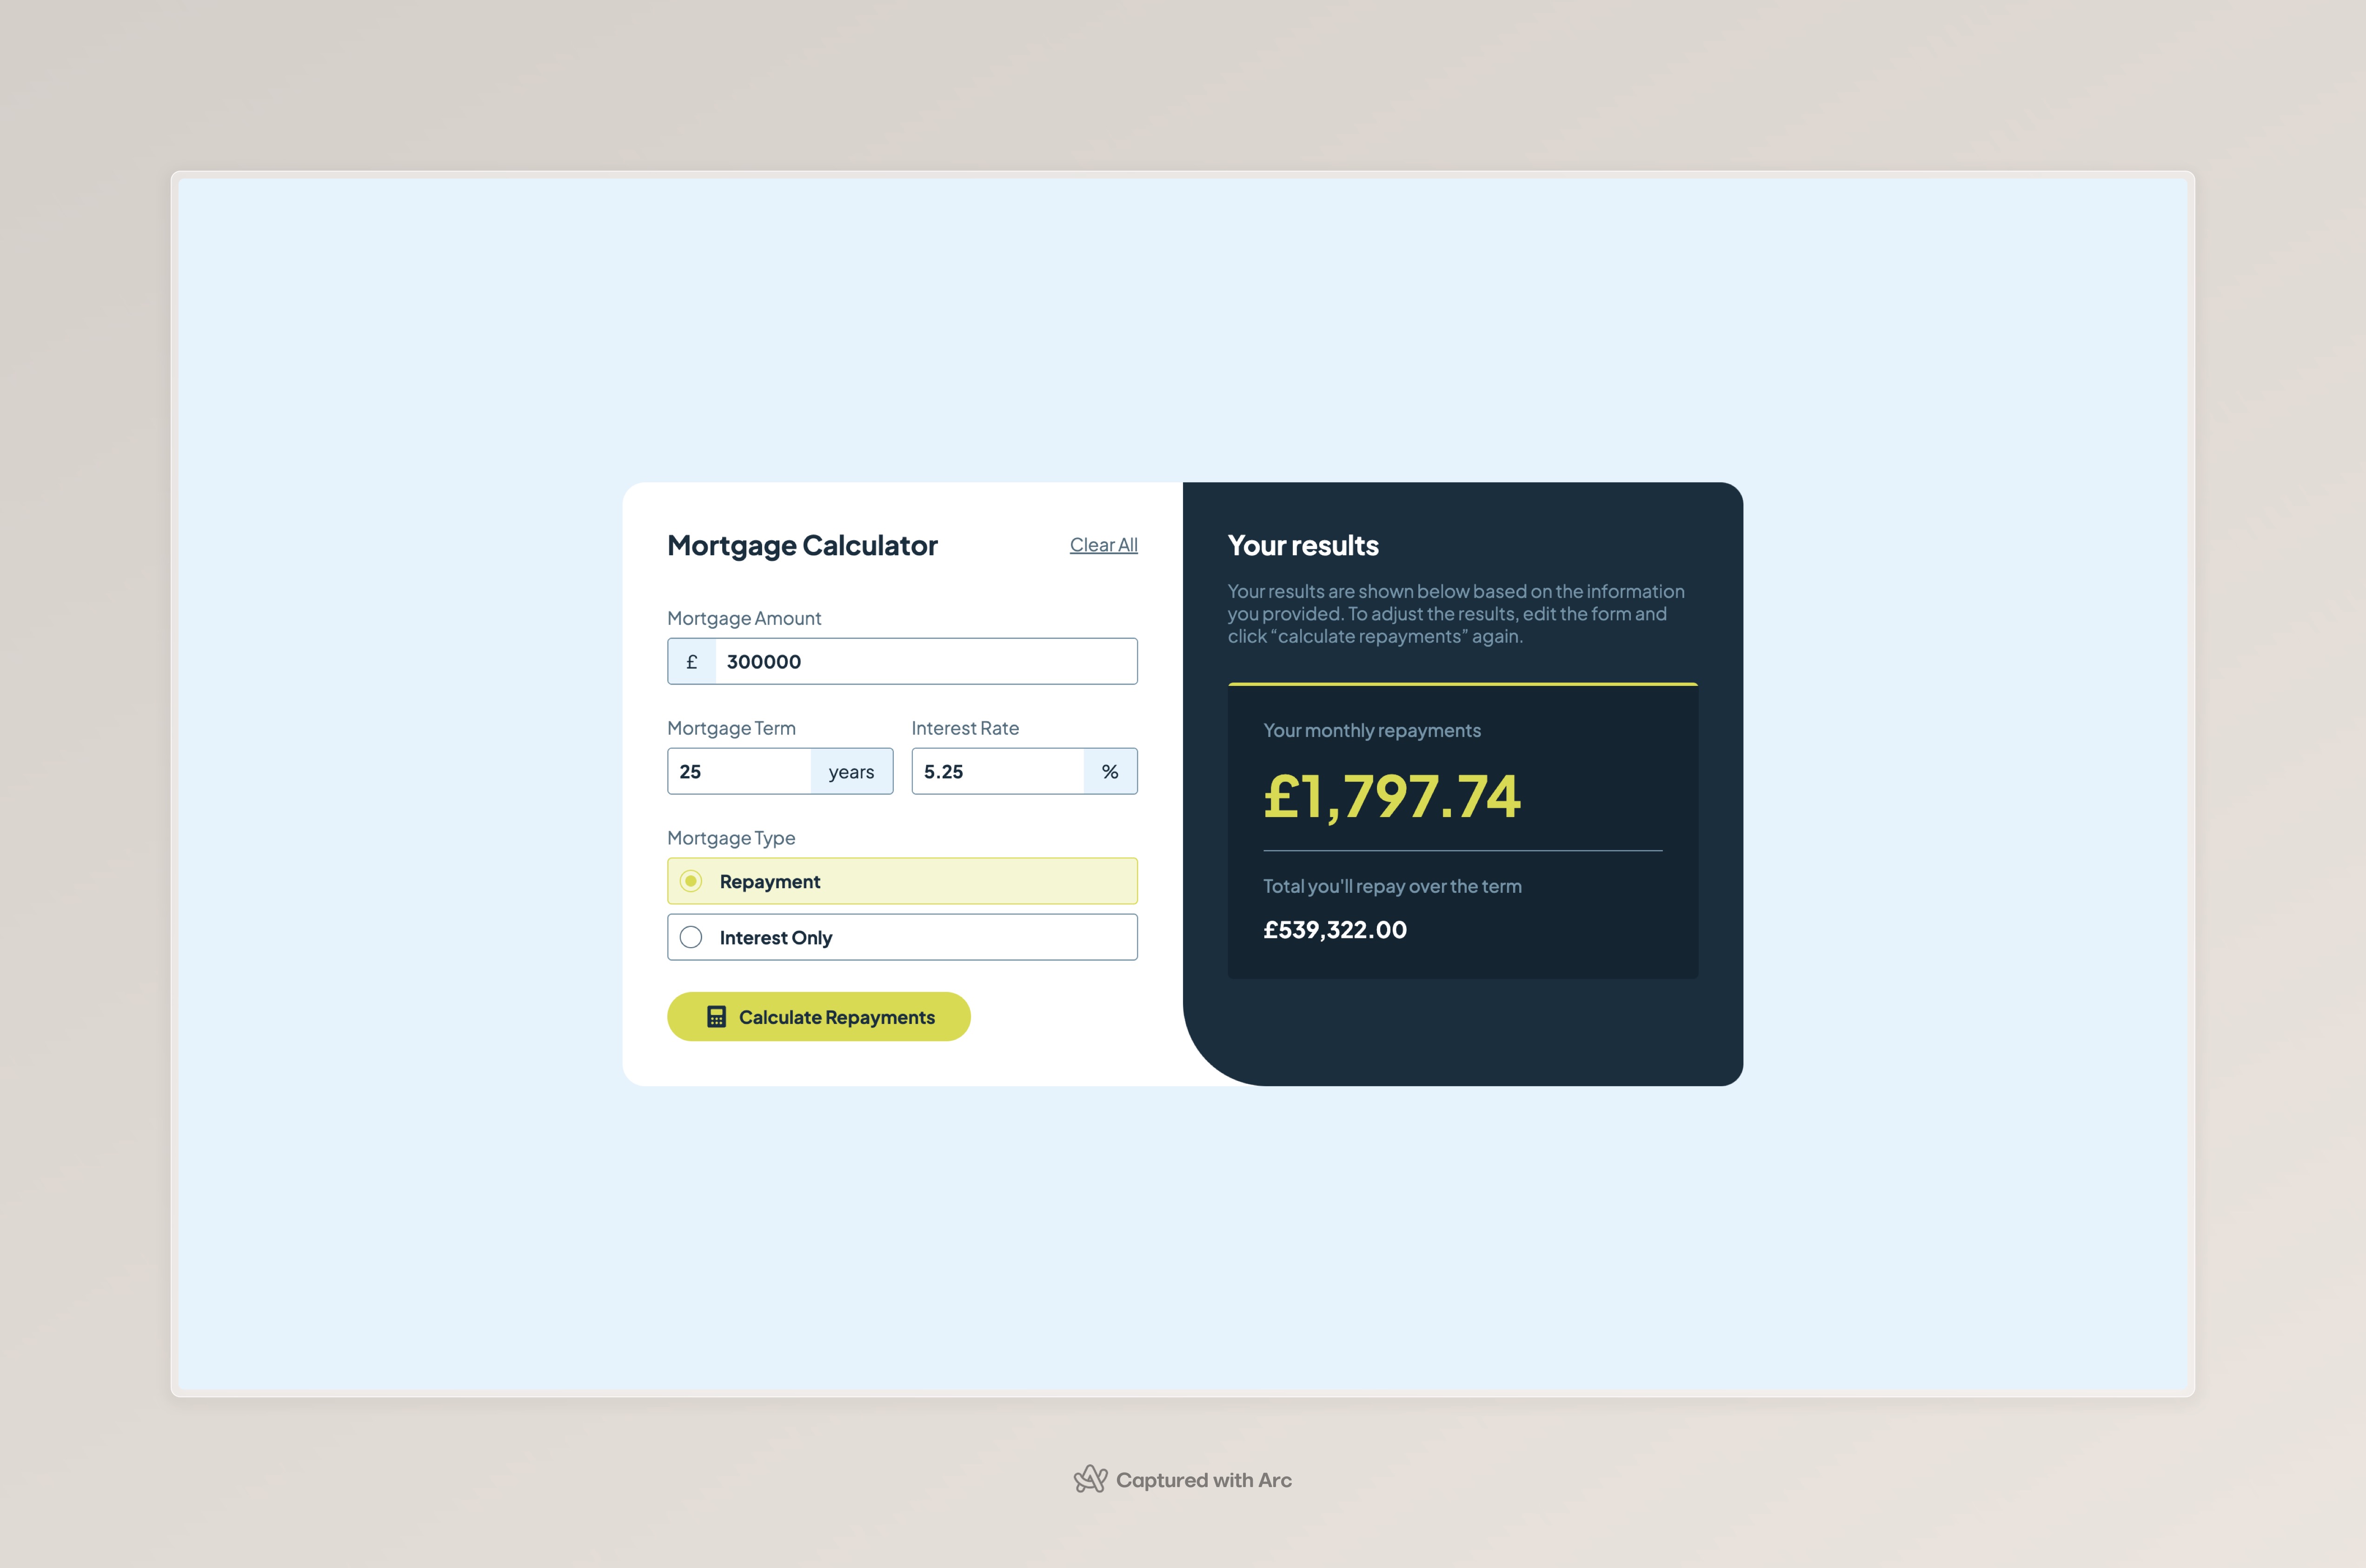 Mortgage Calculator
Clear All
Mortgage Amount
£ 300000
Mortgage Term
25 years
Interest Rate
5.25 %
Mortgage Type
Repayment
Interest Only
Calculate Repayments
Your results
Your results are shown below based on the information
you provided. To adjust the results, edit the form and
click “calculate repayments” again.
Your monthly repayments
£1,797.74
Total you'll repay over the term
£539,322.00
Captured with Arc